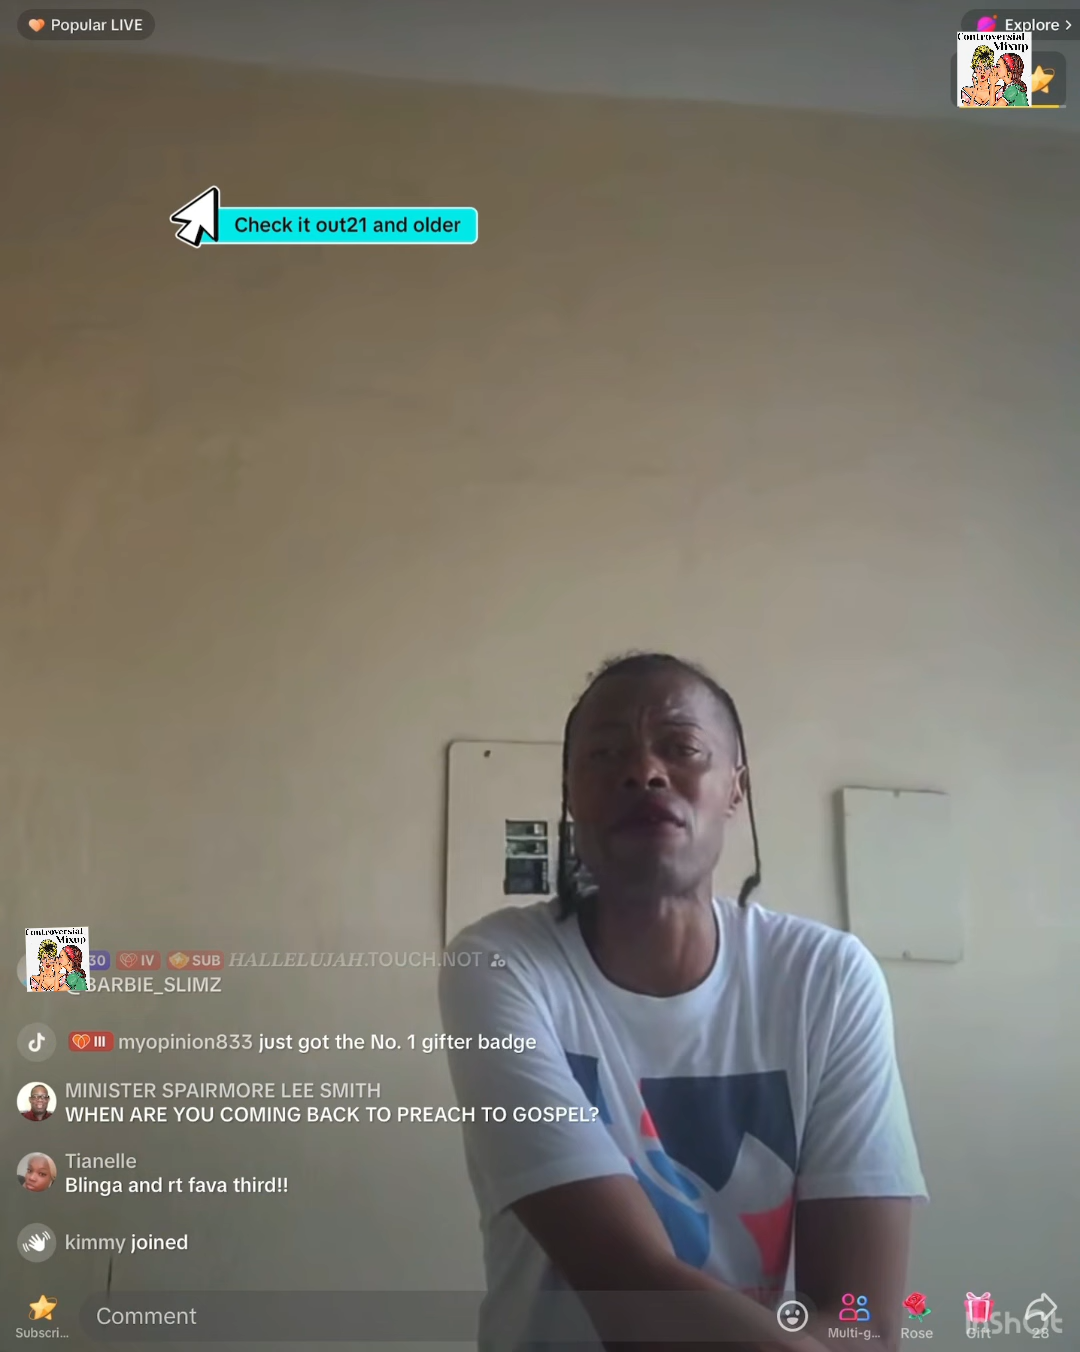 Popular LIVE
Explore >
Controversial
Mixup
Check it out21 and older
Controversial
Mixup
30 IV SUB HALLELUJAH.TOUCH.NOT
@BARBIE_SLIMZ
III myopinion833 just got the No. 1 gifter badge
MINISTER SPAIRMORE LEE SMITH
WHEN ARE YOU COMING BACK TO PREACH TO GOSPEL?
Tianelle
Blinga and rt fava third!!
kimmy joined
Comment
Subscri... Multi-g... Rose Gift 28
InShOt